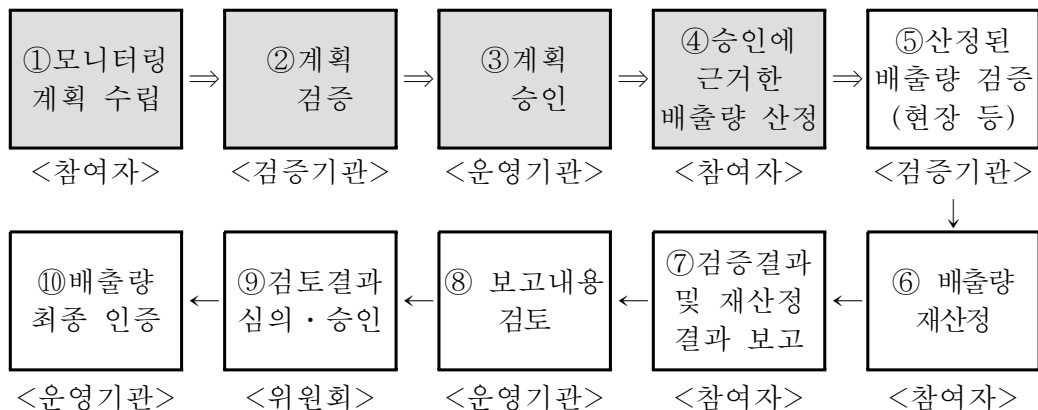 ①모니터링
계획 수립
⇒
②계획
검증
⇒
③계획
승인
⇒
④승인에
근거한
배출량 산정
⇒
⑤산정된
배출량 검증
(현장 등)
<참여자>
<검증기관>
<운영기관>
<참여자>
<검증기관>
↓
⑩배출량
최종 인증
←
⑨검토결과
심의・승인
←
⑧ 보고내용
검토
←
⑦검증결과
및 재산정
결과 보고
←
⑥ 배출량
재산정
<운영기관>
<위원회>
<운영기관>
<참여자>
<참여자>